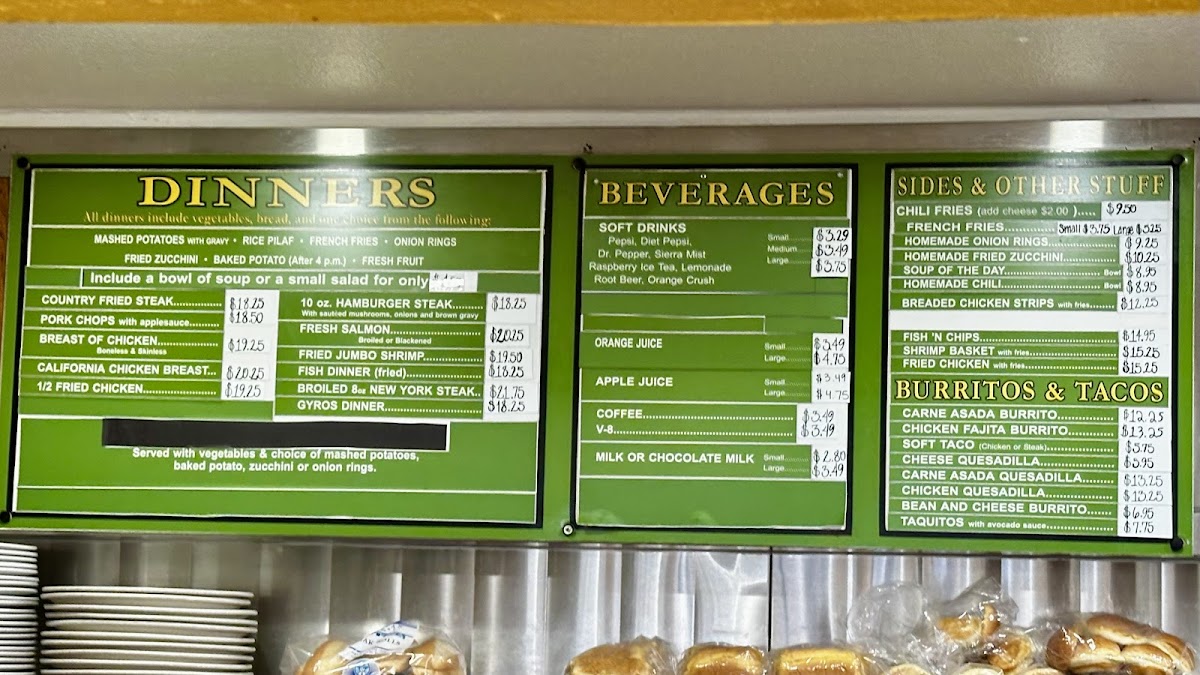 DINNERS
All dinners include vegetables, bread, and one choice from the following:
MASHED POTATOES WITH GRAVY • RICE PILAF • FRENCH FRIES • ONION RINGS
FRIED ZUCCHINI • BAKED POTATO (After 4 p.m.) • FRESH FRUIT
Include a bowl of soup or a small salad for only
COUNTRY FRIED STEAK........... $18.25
PORK CHOPS with applesauce......... $18.50
BREAST OF CHICKEN............... $19.25
Boneless & Skinless
CALIFORNIA CHICKEN BREAST... $20.25
1/2 FRIED CHICKEN.................. $19.25
10 oz. HAMBURGER STEAK........ $18.25
With sautéed mushrooms, onions and brown gravy
FRESH SALMON..................... $20.25
Broiled or Blackened
FRIED JUMBO SHRIMP.............. $19.50
FISH DINNER (fried)................... $18.25
BROILED 8oz NEW YORK STEAK.. $21.75
GYROS DINNER...................... $18.25
Served with vegetables & choice of mashed potatoes,
baked potato, zucchini or onion rings.
BEVERAGES
SOFT DRINKS
Pepsi, Diet Pepsi,
Dr. Pepper, Sierra Mist
Raspberry Ice Tea, Lemonade
Root Beer, Orange Crush
Small........ $3.29
Medium...... $3.49
Large......... $3.75
ORANGE JUICE Small........ $3.49
Large........ $4.75
APPLE JUICE Small........ $3.49
Large........ $4.75
COFFEE.............................. $3.49
V-8.................................... $3.49
MILK OR CHOCOLATE MILK Small........ $2.80
Large........ $3.49
SIDES & OTHER STUFF
CHILI FRIES (add cheese $2.00 )..... $9.50
FRENCH FRIES............ Small $3.75 Large $5.25
HOMEMADE ONION RINGS............ $9.25
HOMEMADE FRIED ZUCCHINI......... $10.25
SOUP OF THE DAY.................. Bowl $8.95
HOMEMADE CHILI................... Bowl $8.95
BREADED CHICKEN STRIPS with fries....... $12.25
FISH 'N CHIPS........................ $14.95
SHRIMP BASKET with fries............... $15.25
FRIED CHICKEN with fries................ $15.25
BURRITOS & TACOS
CARNE ASADA BURRITO............ $12.25
CHICKEN FAJITA BURRITO.......... $13.25
SOFT TACO (Chicken or Steak)............ $5.75
CHEESE QUESADILLA............... $5.95
CARNE ASADA QUESADILLA....... $13.25
CHICKEN QUESADILLA.............. $13.25
BEAN AND CHEESE BURRITO...... $6.95
TAQUITOS with avocado sauce............ $7.75